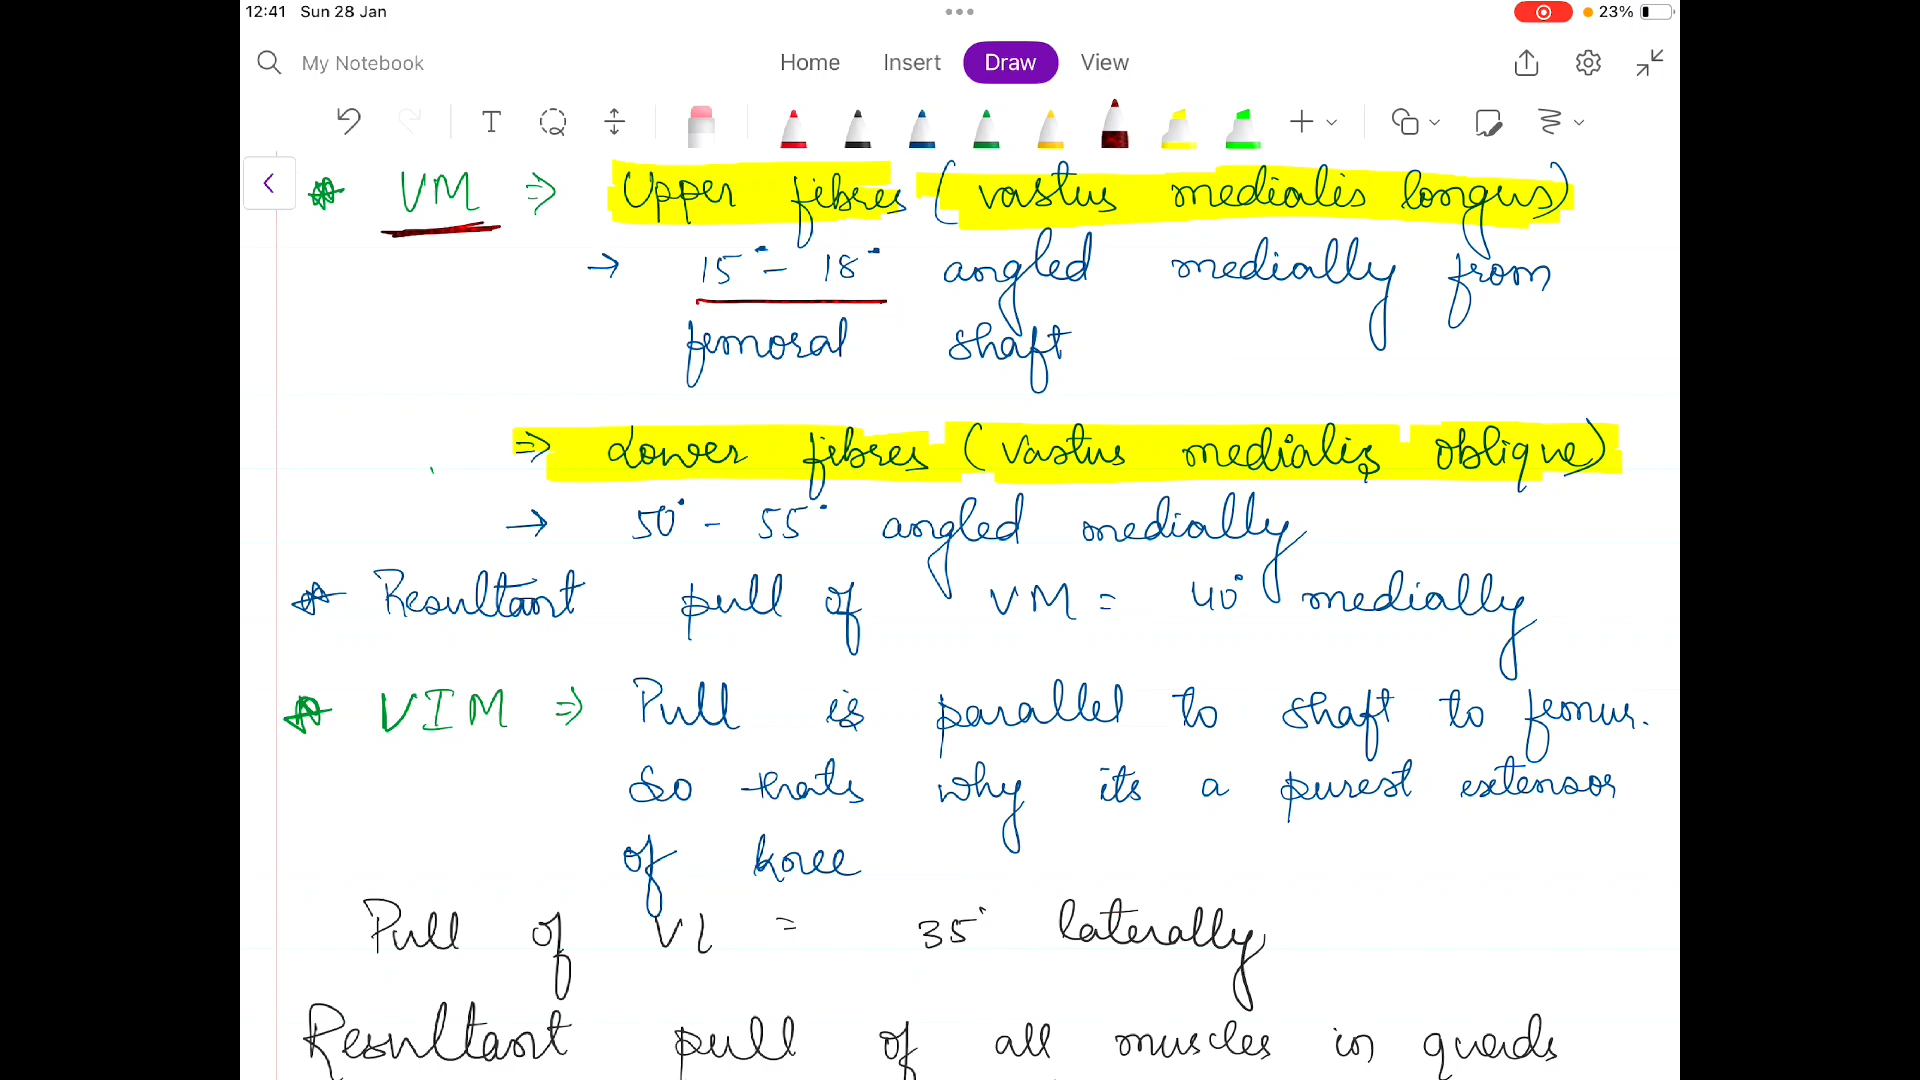 12:41 Sun 28 Jan
23%
My Notebook
Home Insert Draw View
VM ⇒ Upper fibres (vastus medialis longus)
→ 15° - 18° angled medially from
femoral shaft
⇒ Lower fibres (vastus medialis oblique)
→ 50° - 55° angled medially
* Resultant pull of VM = 40° medially
* VIM ⇒ Pull is parallel to shaft to femur.
So thats why its a purest extensor
of knee
Pull of VL = 35° laterally
Resultant pull of all muscles in quads